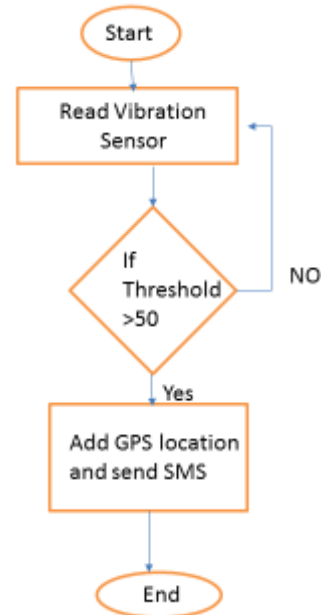 Start
Read Vibration
Sensor
If
Threshold
>50
NO
Yes
Add GPS location
and send SMS
End